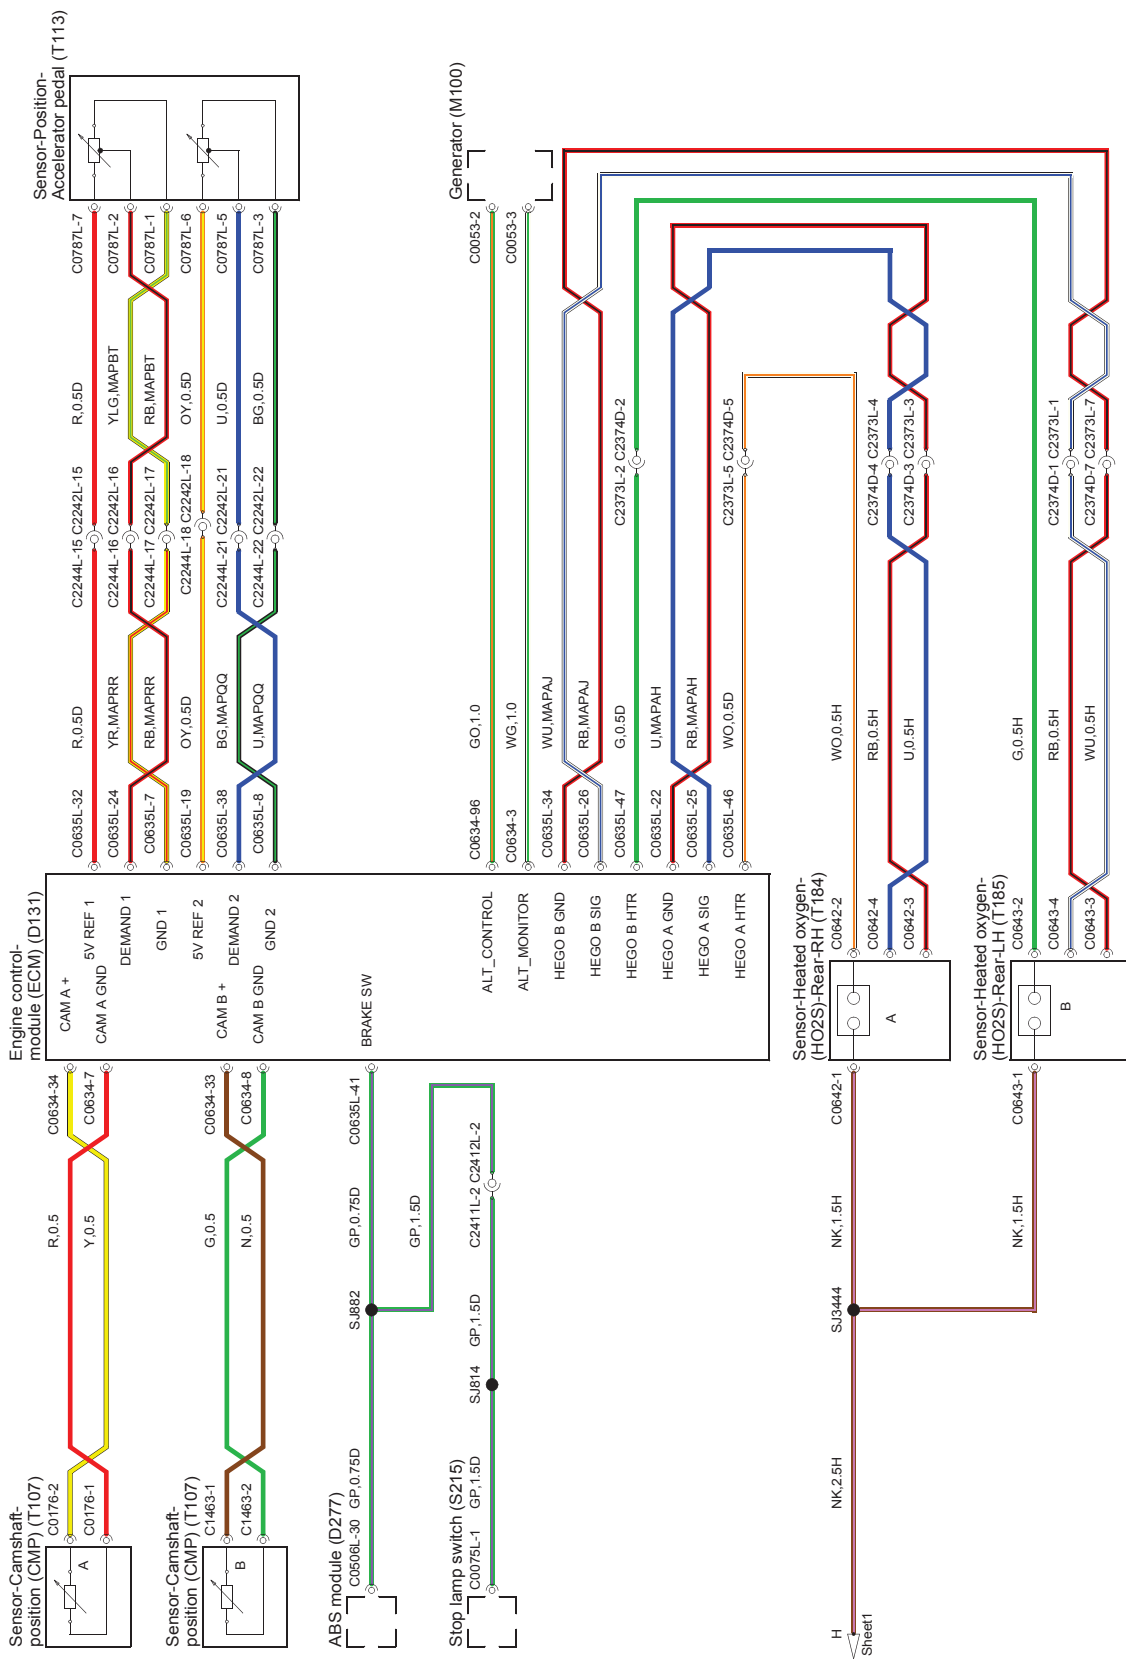 Sensor-Position-
Accelerator pedal (T113)
C0787L-7
C0787L-2
C0787L-1
C0787L-6
C0787L-5
C0787L-3
R,0.5D
YLG,MAPBT
RB,MAPBT
OY,0.5D
U,0.5D
BG,0.5D
C2244L-15 C2242L-15
C2244L-16 C2242L-16
C2244L-17 C2242L-17
C2244L-18 C2242L-18
C2244L-21 C2242L-21
C2244L-22 C2242L-22
R,0.5D
YR,MAPRR
RB,MAPRR
OY,0.5D
BG,MAPQQ
U,MAPQQ
C0635L-32
C0635L-24
C0635L-7
C0635L-19
C0635L-38
C0635L-8
Generator (M100)
C0053-2
C0053-3
GO,1.0
WG,1.0
WU,MAPAJ
RB,MAPAJ
G,0.5D
U,MAPAH
RB,MAPAH
WO,0.5D
C2373L-2 C2374D-2
C2373L-5 C2374D-5
C2374D-4 C2373L-4
C2374D-3 C2373L-3
C2374D-1 C2373L-1
C2374D-7 C2373L-7
C0634-96
C0634-3
C0635L-34
C0635L-26
C0635L-47
C0635L-22
C0635L-25
C0635L-46
WO,0.5H
RB,0.5H
U,0.5H
G,0.5H
RB,0.5H
WU,0.5H
C0642-2
C0642-4
C0642-3
C0643-2
C0643-4
C0643-3
Engine control-
module (ECM) (D131)
CAM A +
CAM A GND
5V REF 1
DEMAND 1
GND 1
5V REF 2
DEMAND 2
GND 2
CAM B +
CAM B GND
BRAKE SW
ALT_CONTROL
ALT_MONITOR
HEGO B GND
HEGO B SIG
HEGO B HTR
HEGO A GND
HEGO A SIG
HEGO A HTR
Sensor-Heated oxygen-
(HO2S)-Rear-RH (T184)
A
Sensor-Heated oxygen-
(HO2S)-Rear-LH (T185)
B
C0634-34
C0634-7
C0634-33
C0634-8
C0635L-41
C2411L-2 C2412L-2
C0642-1
C0643-1
R,0.5
Y,0.5
G,0.5
N,0.5
GP,0.75D
GP,1.5D
NK,1.5H
NK,1.5H
SJ882
GP,1.5D
SJ814
SJ3444
NK,2.5H
Sensor-Camshaft-
position (CMP) (T107)
C0176-2
C0176-1
A
Sensor-Camshaft-
position (CMP) (T107)
C1463-1
C1463-2
B
ABS module (D277)
C0506L-30 GP,0.75D
Stop lamp switch (S215)
C0075L-1 GP,1.5D
H
Sheet1